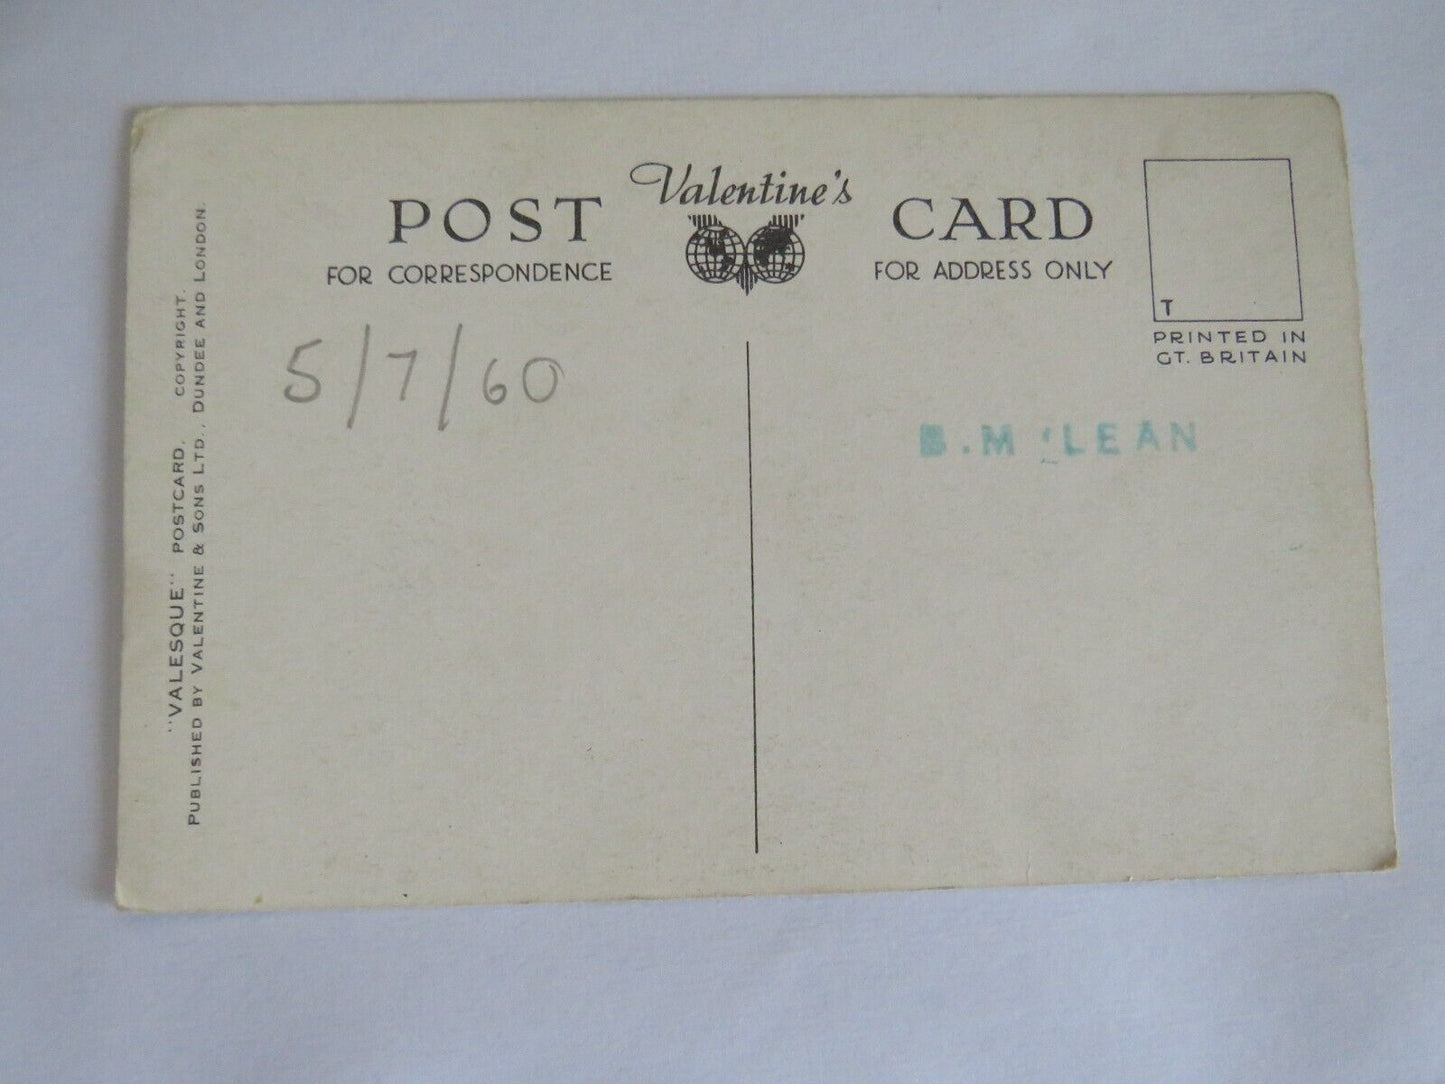 Valentine's
POST CARD
FOR CORRESPONDENCE
FOR ADDRESS ONLY
T
PRINTED IN
GT. BRITAIN
5/7/60
B. McLEAN
"VALESQUE" POSTCARD. COPYRIGHT.
PUBLISHED BY VALENTINE & SONS LTD., DUNDEE AND LONDON.